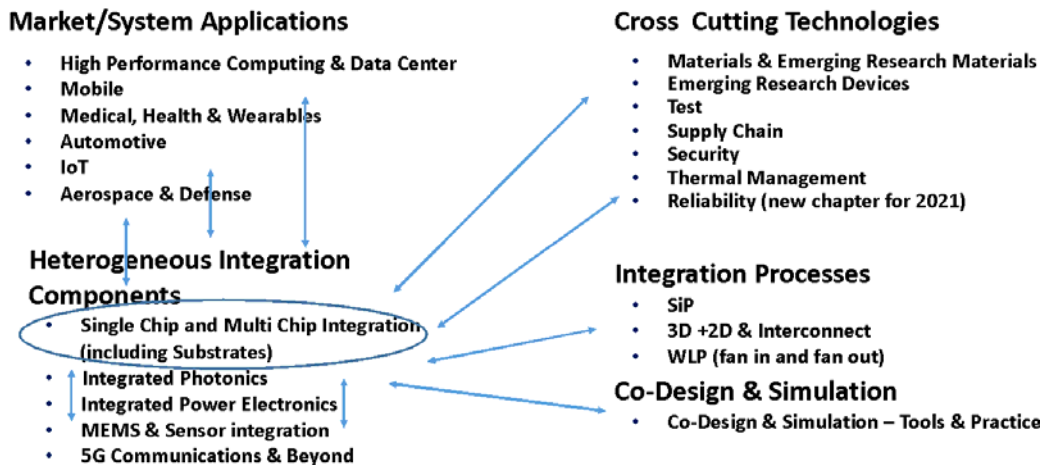 Market/System Applications
• High Performance Computing & Data Center
• Mobile
• Medical, Health & Wearables
• Automotive
• IoT
• Aerospace & Defense
Heterogeneous Integration
Components
• Single Chip and Multi Chip Integration
(including Substrates)
• Integrated Photonics
• Integrated Power Electronics
• MEMS & Sensor integration
• 5G Communications & Beyond
Cross Cutting Technologies
• Materials & Emerging Research Materials
• Emerging Research Devices
• Test
• Supply Chain
• Security
• Thermal Management
• Reliability (new chapter for 2021)
Integration Processes
• SiP
• 3D +2D & Interconnect
• WLP (fan in and fan out)
Co-Design & Simulation
• Co-Design & Simulation – Tools & Practice